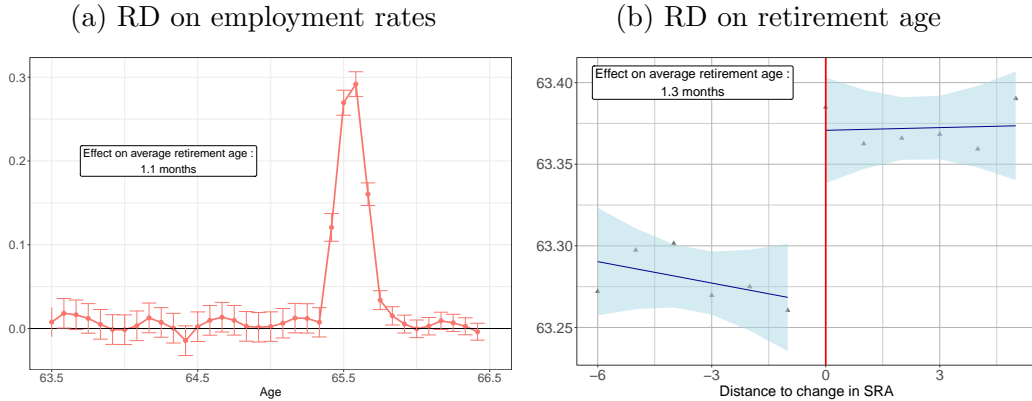 (a) RD on employment rates
Effect on average retirement age :
1.1 months
0.3
0.2
0.1
0.0
63.5
64.5
65.5
66.5
Age
(b) RD on retirement age
Effect on average retirement age :
1.3 months
63.40
63.35
63.30
63.25
−6
−3
0
3
Distance to change in SRA